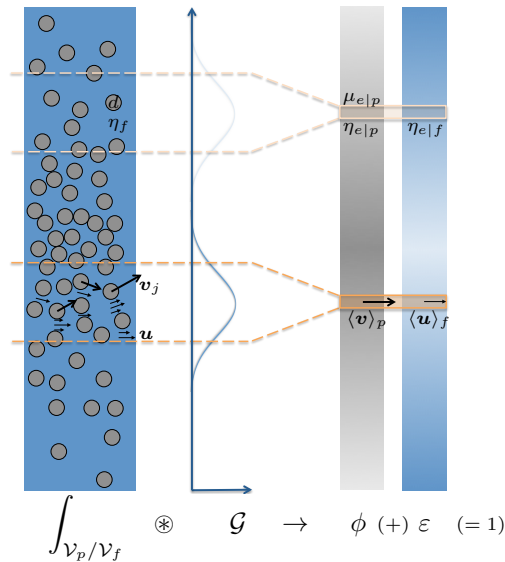 d
η_f
μ_{e|p}
η_{e|p} η_{e|f}
v_j
u
⟨v⟩_p ⟨u⟩_f
∫_{𝒱_p/𝒱_f} ⊛ 𝒢 → ϕ (+) ε (= 1)